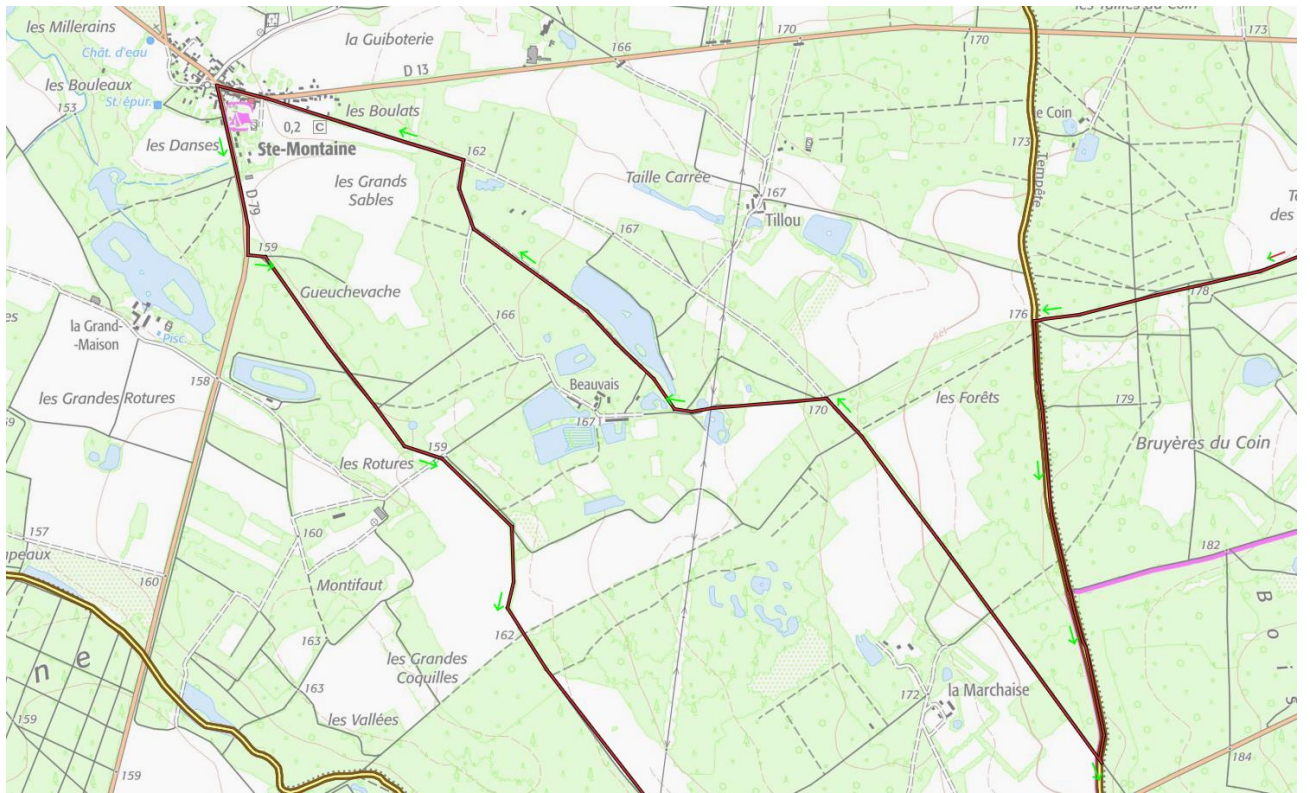 les Millerains
Chât. d'eau
la Guiboterie
166
170
170
173
D 13
les Bouleaux
St. épur.
153
les Boulats
173
le Coin
0,2
C
les Danses
Ste-Montaine
162
Taille Carrée
Tempête
les Grands
Sables
167
Tillou
D 79
167
159
Gueuchevache
178
176
la Grand-
-Maison
Pisc.
166
158
Beauvais
les Grandes Rotures
167
170
les Forêts
179
159
Bruyères du Coin
les Rotures
157
160
182
160
Montifaut
B
o
i
s
162
163
les Grandes
Coquilles
n e
163
172
la Marchaise
159
les Vallées
184
159